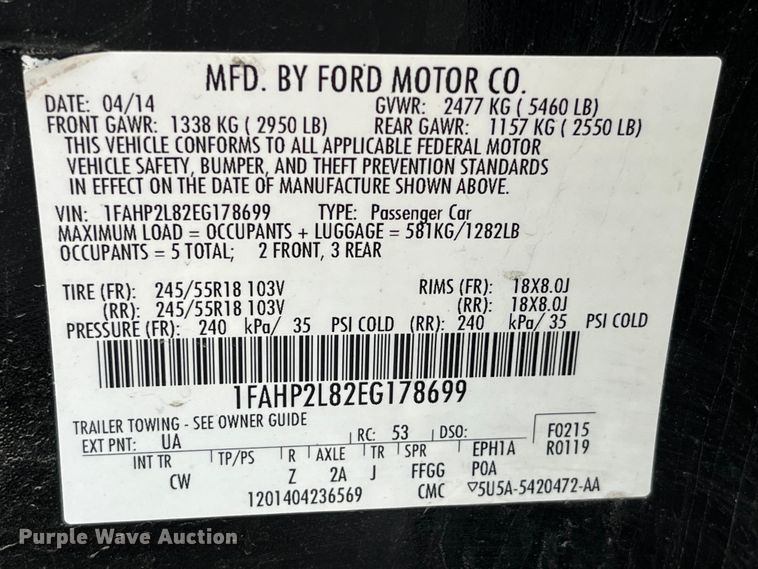 MFD. BY FORD MOTOR CO.
DATE: 04/14 GVWR: 2477 KG ( 5460 LB)
FRONT GAWR: 1338 KG ( 2950 LB) REAR GAWR: 1157 KG ( 2550 LB)
THIS VEHICLE CONFORMS TO ALL APPLICABLE FEDERAL MOTOR
VEHICLE SAFETY, BUMPER, AND THEFT PREVENTION STANDARDS
IN EFFECT ON THE DATE OF MANUFACTURE SHOWN ABOVE.
VIN: 1FAHP2L82EG178699 TYPE: Passenger Car
MAXIMUM LOAD = OCCUPANTS + LUGGAGE = 581KG/1282LB
OCCUPANTS = 5 TOTAL; 2 FRONT, 3 REAR
TIRE (FR): 245/55R18 103V RIMS (FR): 18X8.0J
(RR): 245/55R18 103V (RR): 18X8.0J
PRESSURE (FR): 240 kPa/ 35 PSI COLD (RR): 240 kPa/ 35 PSI COLD
1FAHP2L82EG178699
TRAILER TOWING - SEE OWNER GUIDE
EXT PNT: UA RC: 53 DSO: F0215
INT TR TP/PS R AXLE TR SPR EPH1A R0119
CW Z 2A J FFGG P0A
1201404236569 CMC ▽5U5A-5420472-AA
Purple Wave Auction